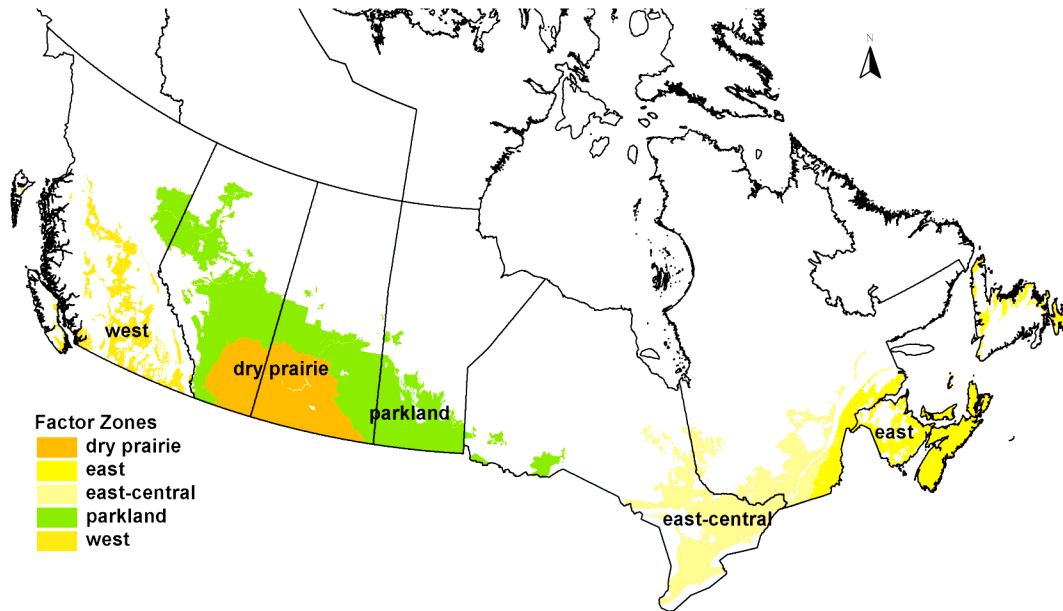 N
west
dry prairie
parkland
east
east-central
Factor Zones
dry prairie
east
east-central
parkland
west